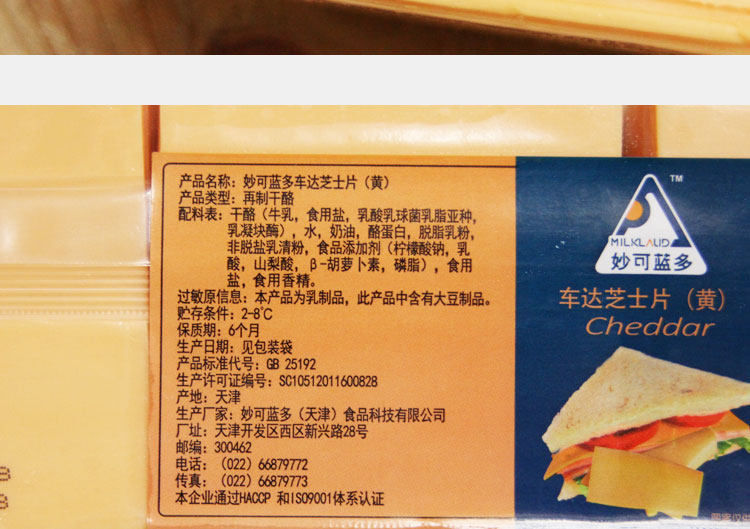 产品名称：妙可蓝多车达芝士片（黄）
产品类型：再制干酪
配料表：干酪（牛乳，食用盐，乳酸乳球菌乳脂亚种，
乳凝块酶），水，奶油，酪蛋白，脱脂乳粉，
非脱盐乳清粉，食品添加剂（柠檬酸钠，乳
酸，山梨酸，β-胡萝卜素，磷脂），食用
盐，食用香精。
过敏原信息：本产品为乳制品，此产品中含有大豆制品。
贮存条件：2-8℃
保质期：6个月
生产日期：见包装袋
产品标准代号：GB 25192
生产许可证编号：SC10512011600828
产地：天津
生产厂家：妙可蓝多（天津）食品科技有限公司
厂址：天津开发区西区新兴路28号
邮编：300462
电话：（022）66879772
传真：（022）66879773
本企业通过HACCP 和ISO9001体系认证
TM
MILKLAUD
妙可蓝多
车达芝士片（黄）
Cheddar